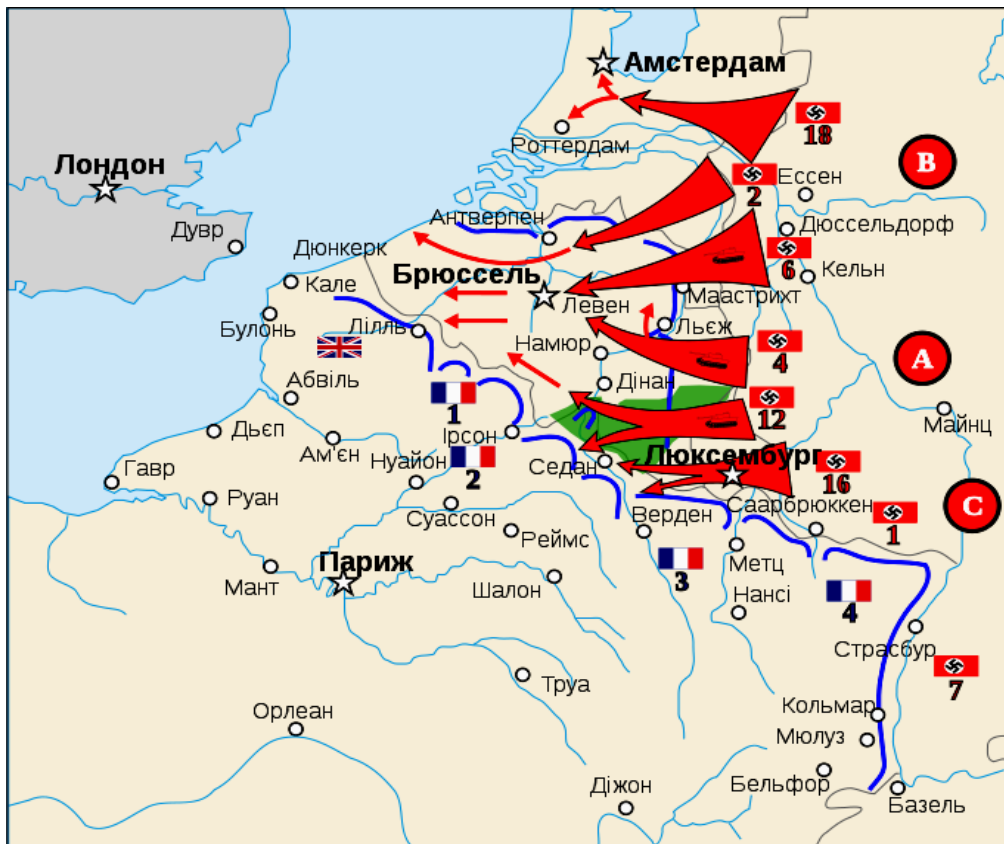 Амстердам
18
Роттердам
B
Лондон
2
Ессен
Антверпен
Дюссельдорф
Дувр
Дюнкерк
6
Кельн
Брюссель
Кале
Левен
Маастрихт
Булонь
Лілль
Льєж
Намюр
4
A
Абвіль
Дінан
1
12
Майнц
Дьєп
Ірсон
Ам'єн
Нуайон
2
Седан
Люксембург
Гавр
16
Руан
Саарбрюккен
C
Суассон
Верден
1
Реймс
Париж
Метц
Мант
Шалон
3
Нансі
4
Страсбур
Труа
7
Кольмар
Орлеан
Мюлуз
Бельфор
Діжон
Базель